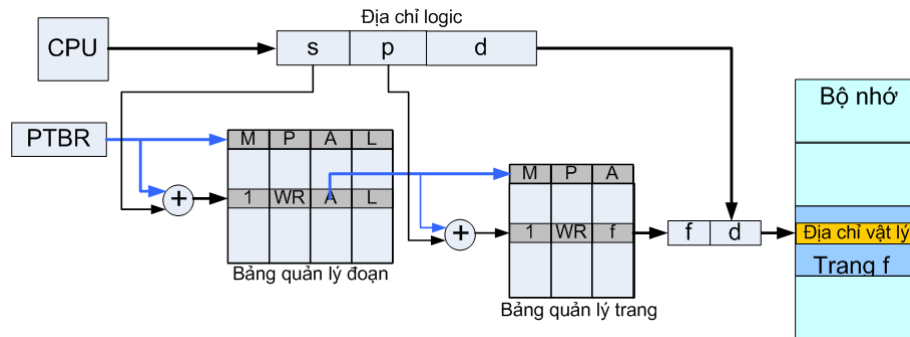 Địa chỉ logic
CPU
s p d
Bộ nhớ
PTBR
M P A L
M P A
1 WR A L
1 WR f
f d
Địa chỉ vật lý
Trang f
Bảng quản lý đoạn
Bảng quản lý trang
+
+